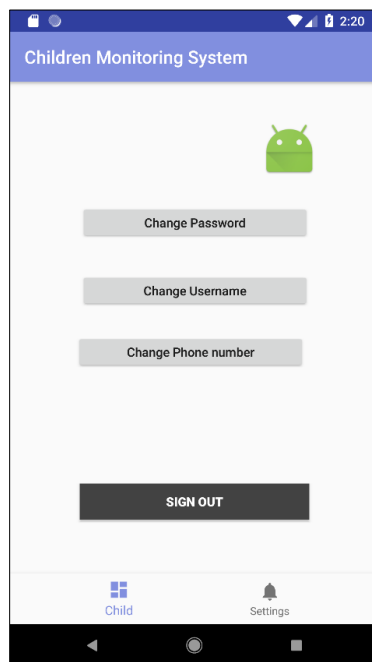 2:20
Children Monitoring System
Change Password
Change Username
Change Phone number
SIGN OUT
Child
Settings